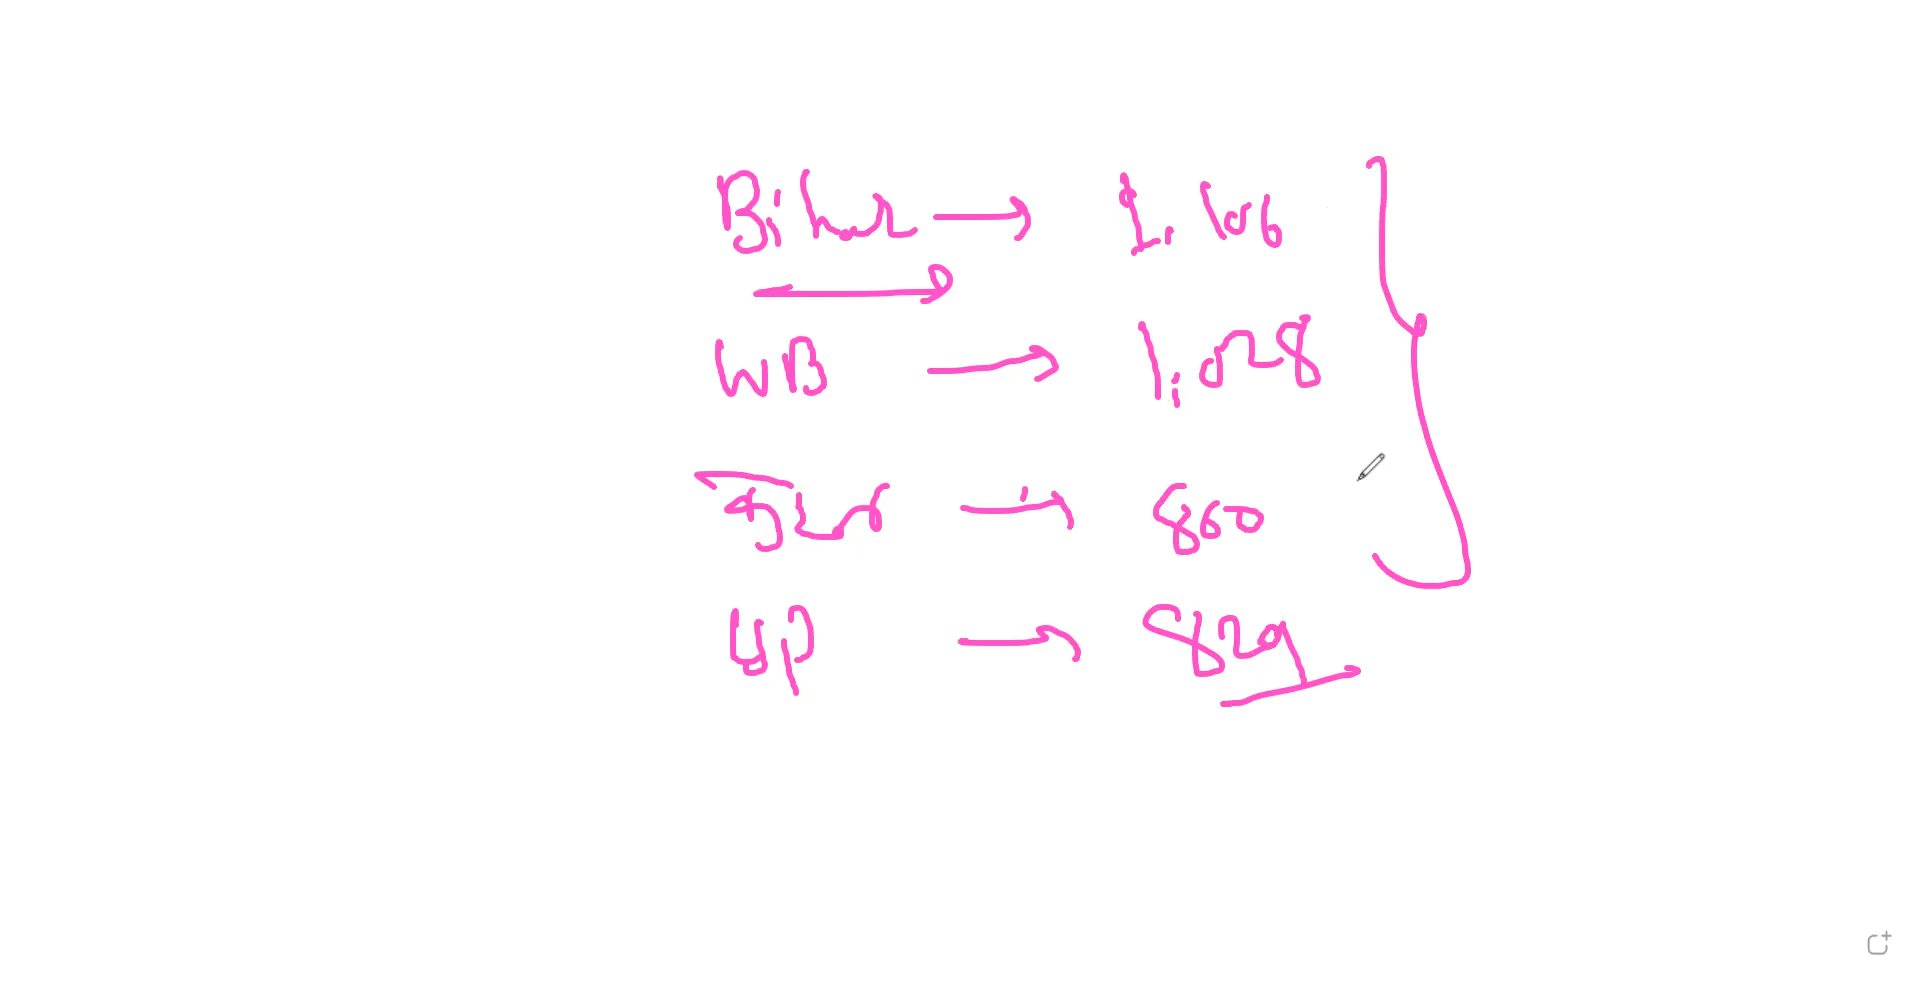 Bihar → 1,106
WB → 1,028
→ 860
UP → 829